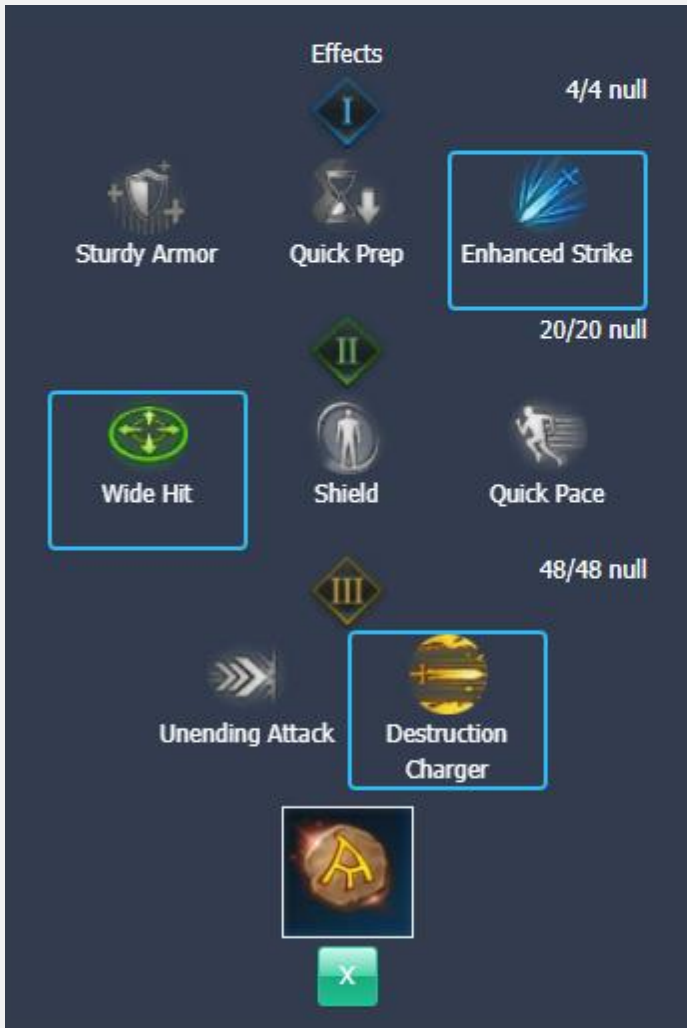 Effects
I
4/4 null
Sturdy Armor
Quick Prep
Enhanced Strike
II
20/20 null
Wide Hit
Shield
Quick Pace
III
48/48 null
Unending Attack
Destruction
Charger
X